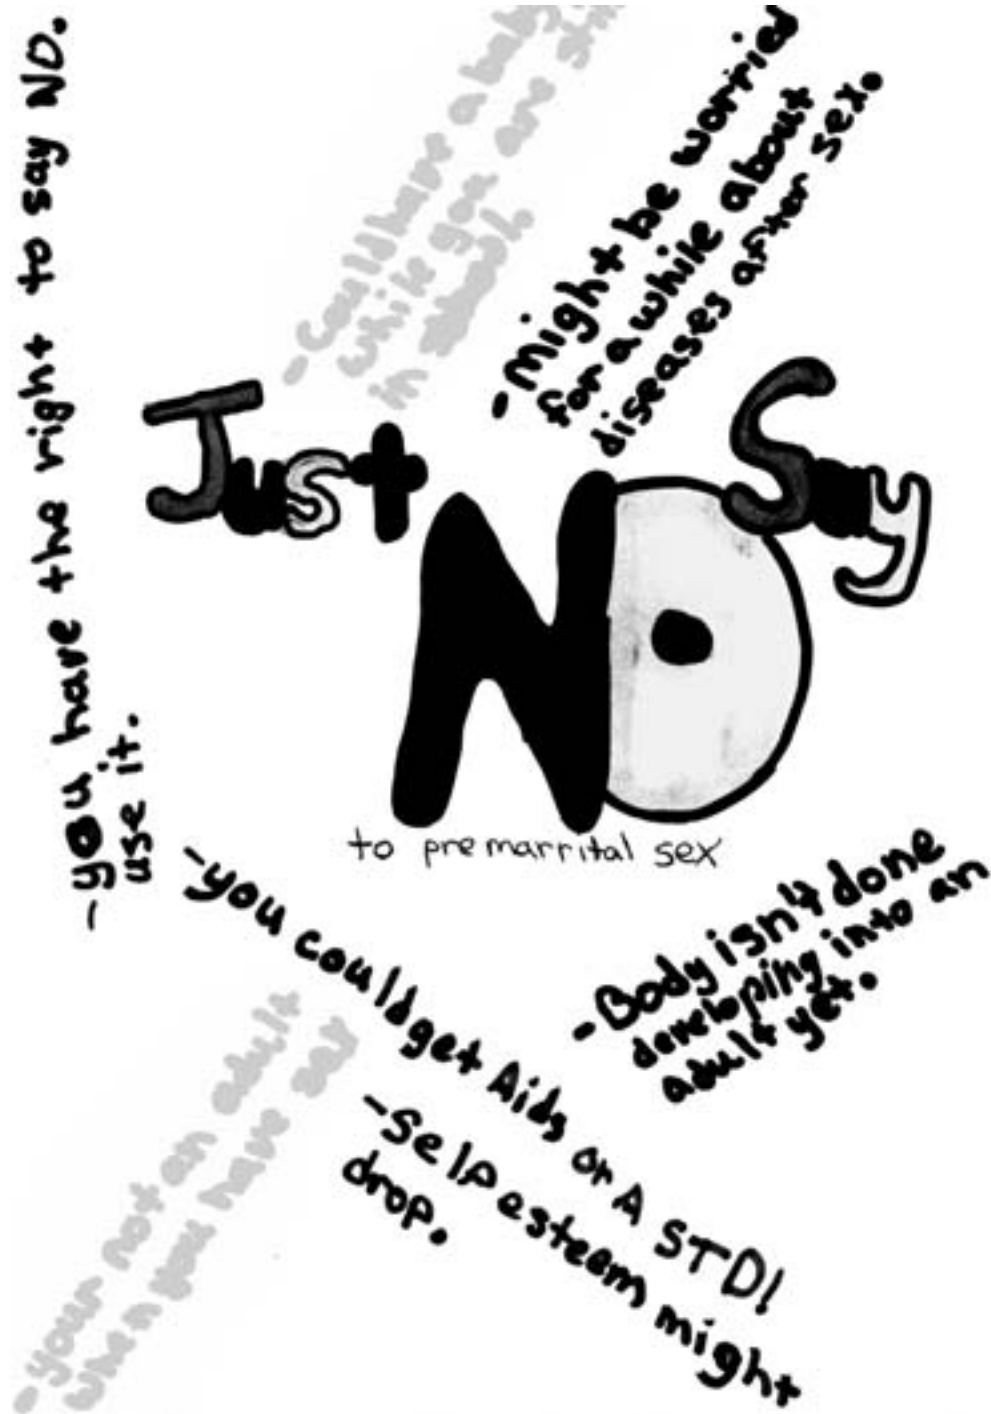 -you have the right to say NO.
use it.
- could have a baby
while you are
in
-Might be worried
for a while about
diseases after sex.
Just Say
NO
to premarrital sex
-you could get Aids or A STD!
-Body isn't done
developing into an
adult yet.
-Self esteem might
drop.
- your not an adult
when you have sex